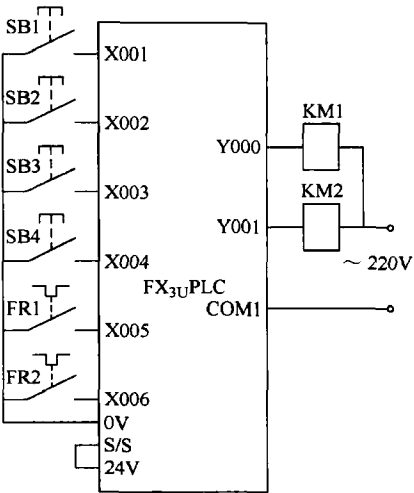 SB1
X001
SB2
X002
SB3
X003
SB4
X004
FR1
X005
FR2
X006
0V
S/S
24V
FX3UPLC
Y000
Y001
COM1
KM1
KM2
~ 220V